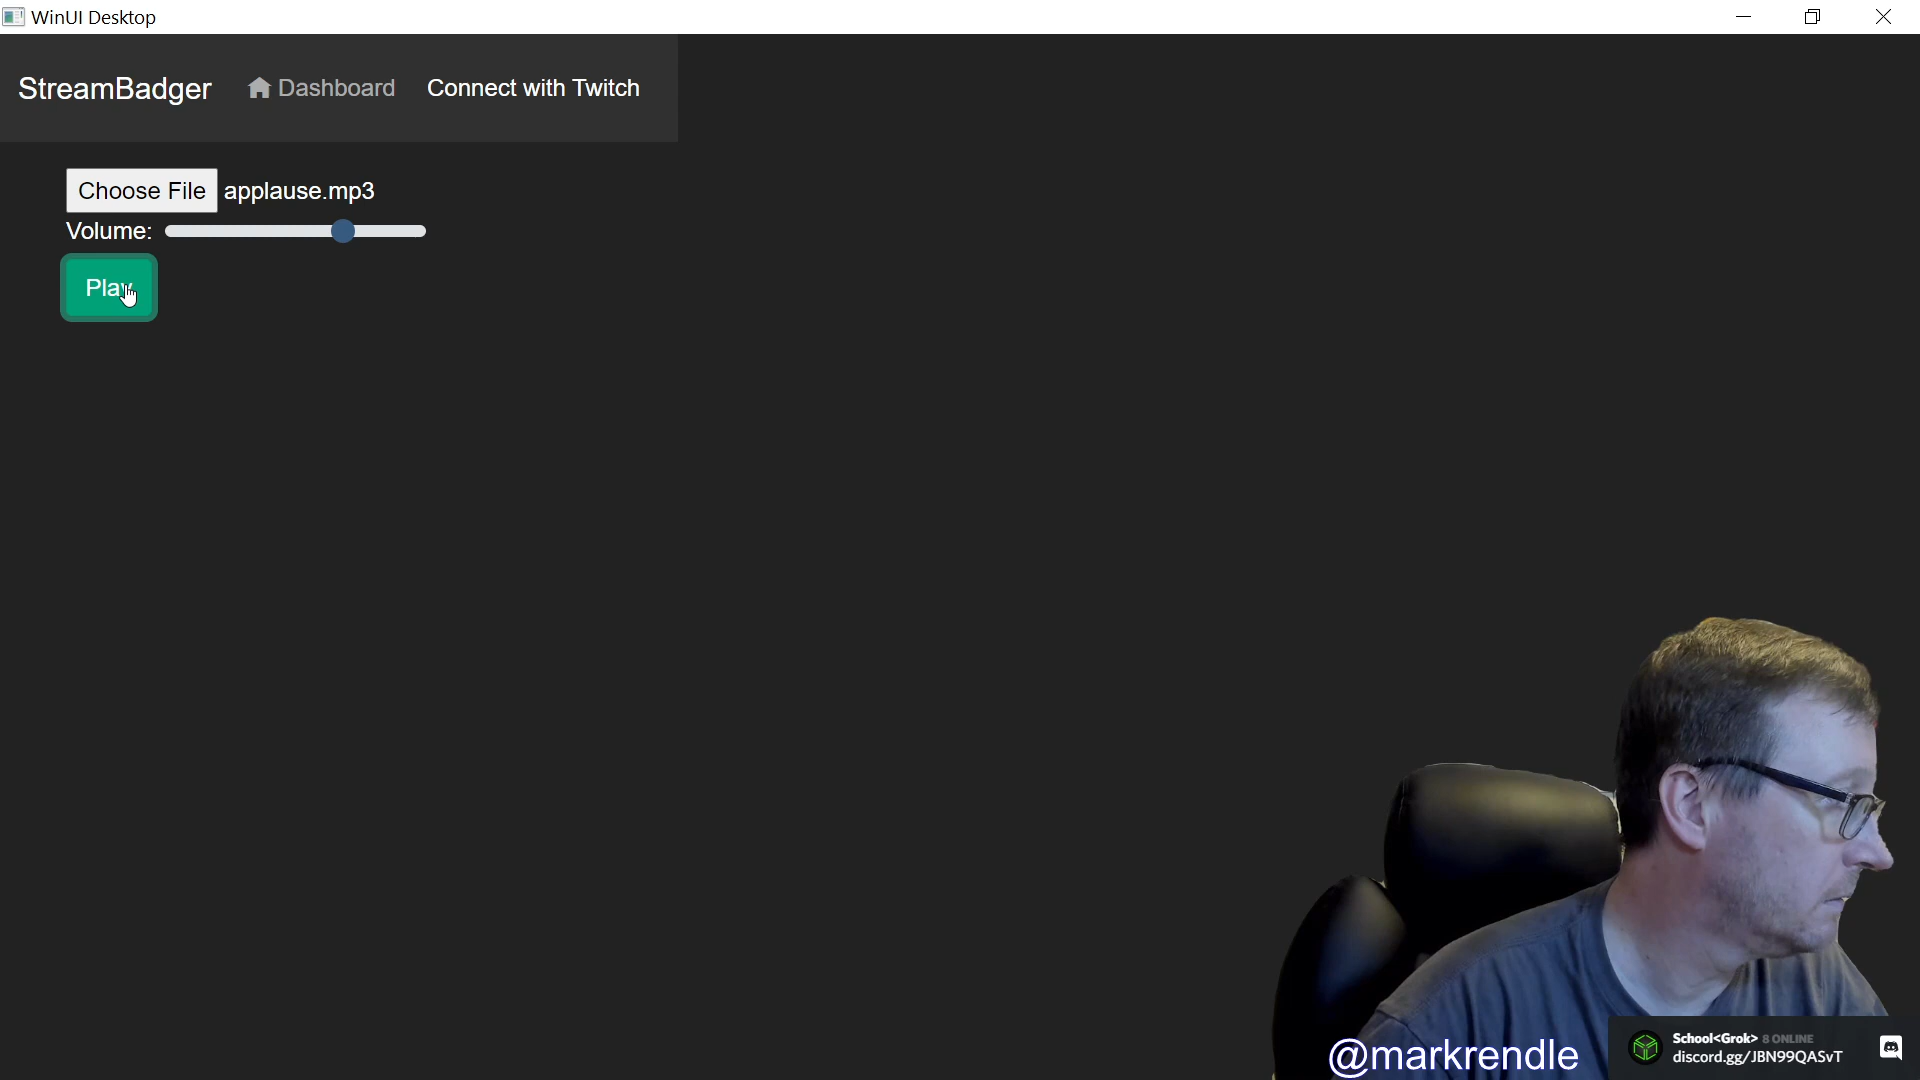 WinUI Desktop
StreamBadger
Dashboard
Connect with Twitch
Choose File applause.mp3
Volume:
Play
@markrendle
School<Grok> 8 ONLINE
discord.gg/JBN99QASvT